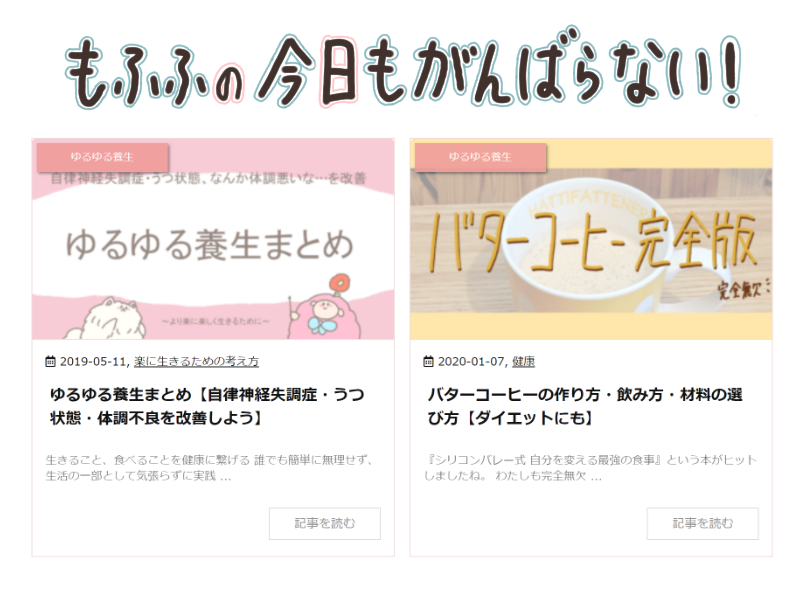 もふふの 今日もがんばらない!
ゆるゆる養生
自律神経失調症・うつ状態、なんか体調悪いな…を改善
ゆるゆる養生まとめ
～より楽に楽しく生きるために～
2019-05-11, 楽に生きるための考え方
ゆるゆる養生まとめ【自律神経失調症・うつ
状態・体調不良を改善しよう】
生きること、食べることを健康に繋げる 誰でも簡単に無理せず、
生活の一部として気張らずに実践 ...
記事を読む
ゆるゆる養生
HATTIFATTENER
バターコーヒー完全版
完全無欠
2020-01-07, 健康
バターコーヒーの作り方・飲み方・材料の選
び方【ダイエットにも】
『シリコンバレー式 自分を変える最強の食事』という本がヒット
しましたね。 わたしも完全無欠 ...
記事を読む